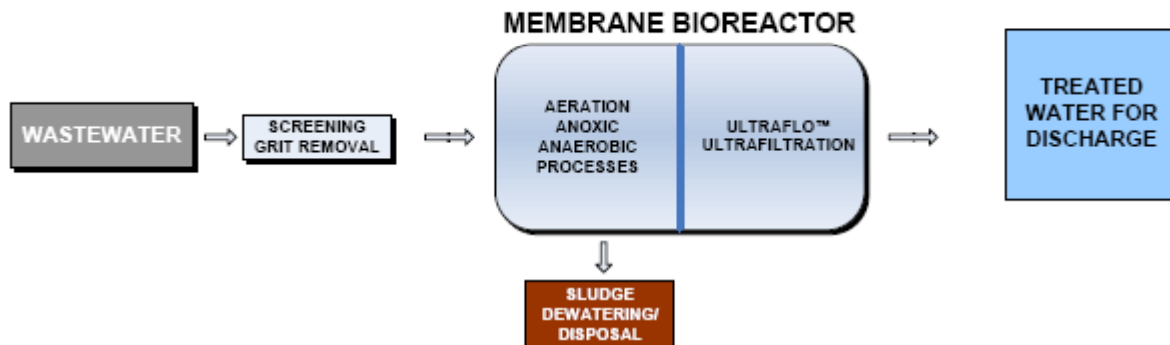 MEMBRANE BIOREACTOR
WASTEWATER
SCREENING
GRIT REMOVAL
AERATION
ANOXIC
ANAEROBIC
PROCESSES
ULTRAFLO™
ULTRAFILTRATION
TREATED
WATER FOR
DISCHARGE
SLUDGE
DEWATERING/
DISPOSAL